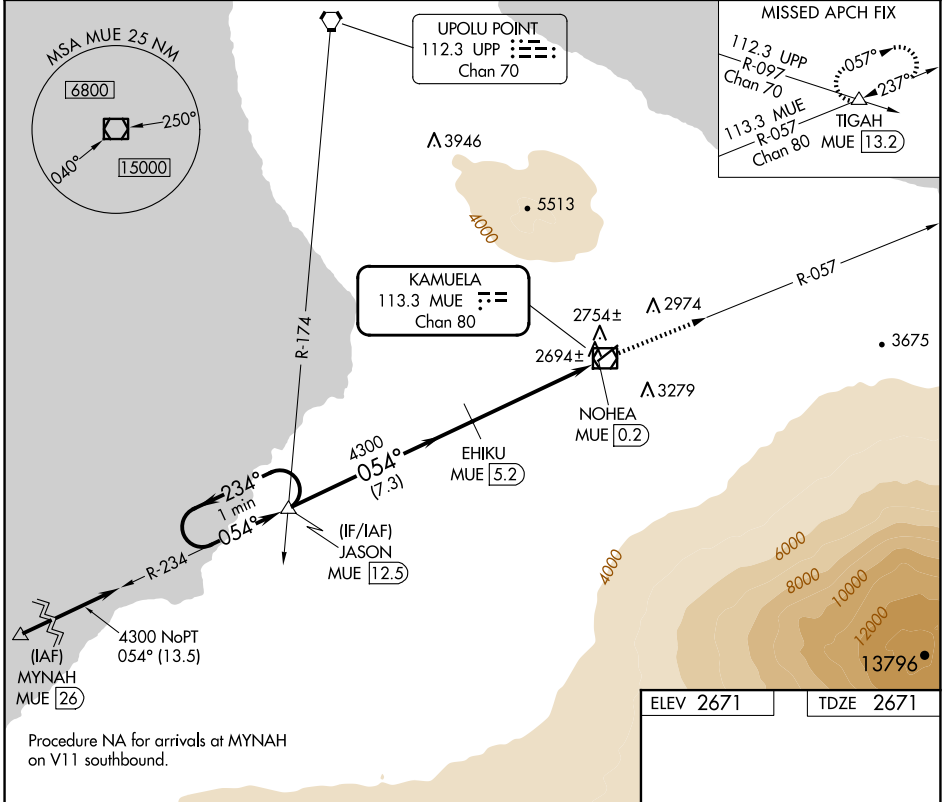 MSA MUE 25 NM
6800
250°
040°
15000
UPOLU POINT
112.3 UPP
Chan 70
MISSED APCH FIX
112.3 UPP
R-097
Chan 70
057°
237°
113.3 MUE
R-057
Chan 80
TIGAH
MUE 13.2
3946
5513
4000
KAMUELA
113.3 MUE
Chan 80
R-174
R-057
2754±
2974
2694±
3675
3279
NOHEA
MUE 0.2
4300
054°
(7.3)
EHIKU
MUE 5.2
234°
1 min
054°
R-234
(IF/IAF)
JASON
MUE 12.5
4300 NoPT
054° (13.5)
(IAF)
MYNAH
MUE 26
4000
6000
8000
10000
12000
13796
Procedure NA for arrivals at MYNAH
on V11 southbound.
ELEV 2671
TDZE 2671